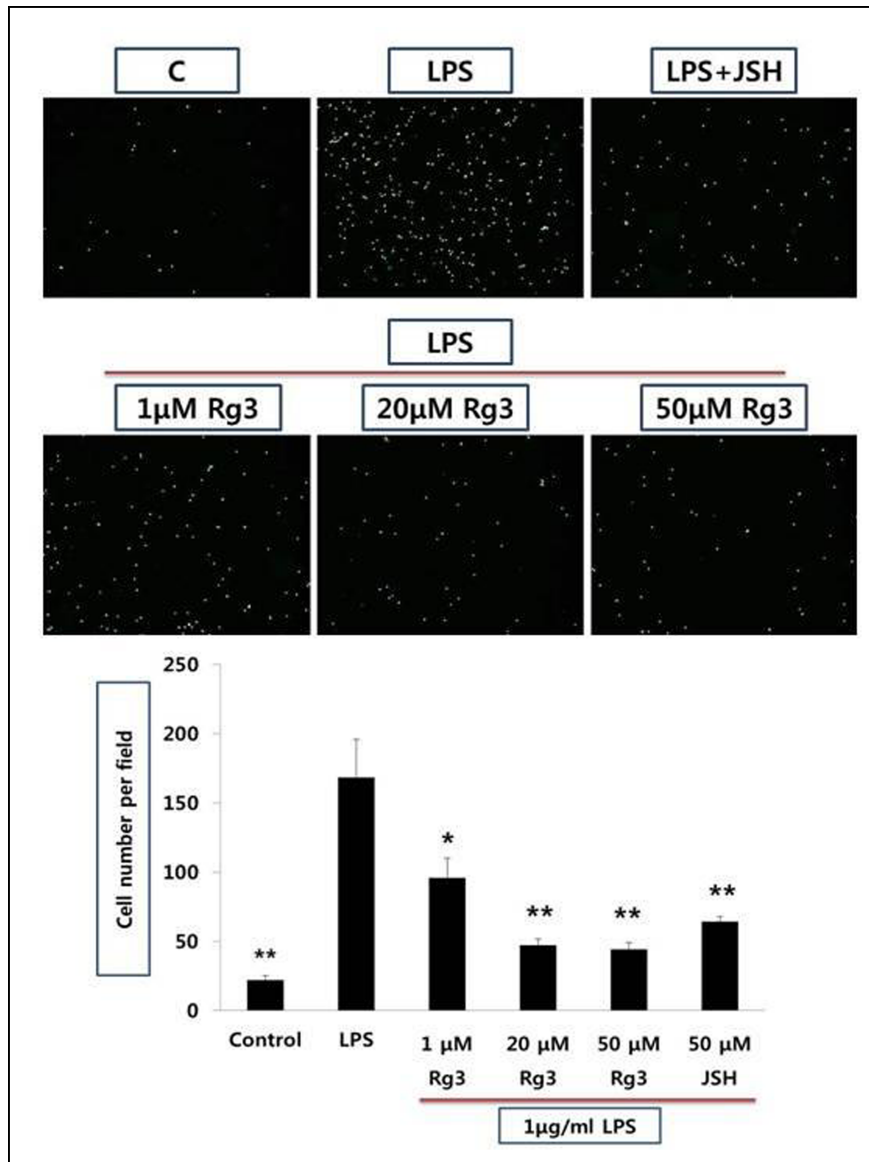 C LPS LPS+JSH
LPS
1μM Rg3 20μM Rg3 50μM Rg3
Cell number per field
250
200
150
100
50
0
**
*
**
**
**
Control LPS 1 μM 20 μM 50 μM 50 μM
Rg3 Rg3 Rg3 JSH
1μg/ml LPS